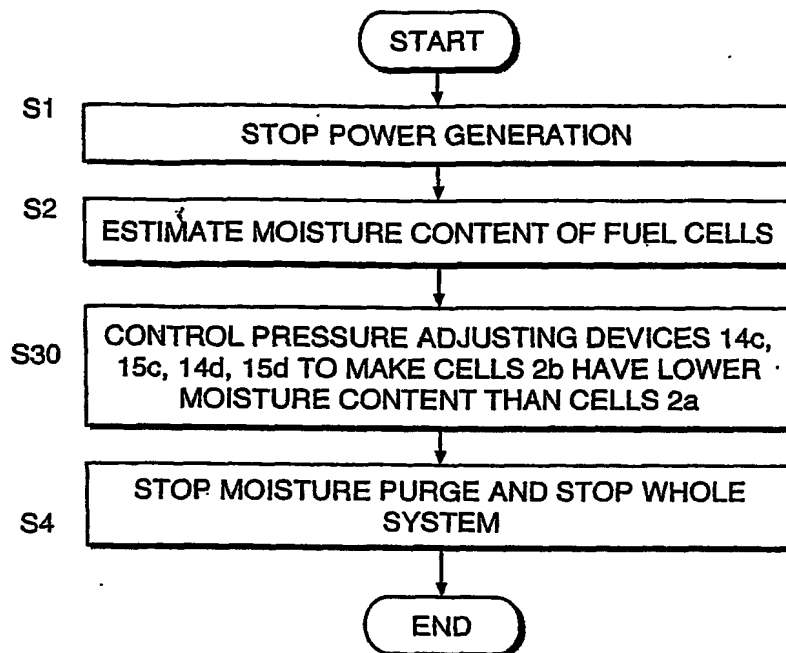 START
S1
STOP POWER GENERATION
S2
ESTIMATE MOISTURE CONTENT OF FUEL CELLS
S30
CONTROL PRESSURE ADJUSTING DEVICES 14c,
15c, 14d, 15d TO MAKE CELLS 2b HAVE LOWER
MOISTURE CONTENT THAN CELLS 2a
S4
STOP MOISTURE PURGE AND STOP WHOLE
SYSTEM
END